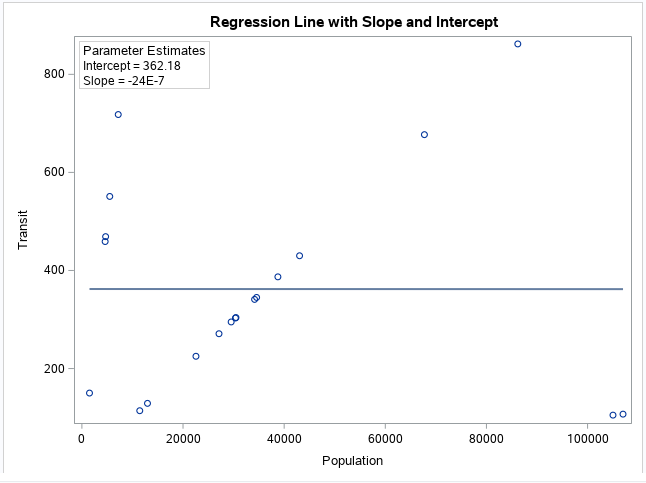 Regression Line with Slope and Intercept
Parameter Estimates
Intercept = 362.18
Slope = -24E-7
800
600
400
200
Transit
0
20000
40000
60000
80000
100000
Population